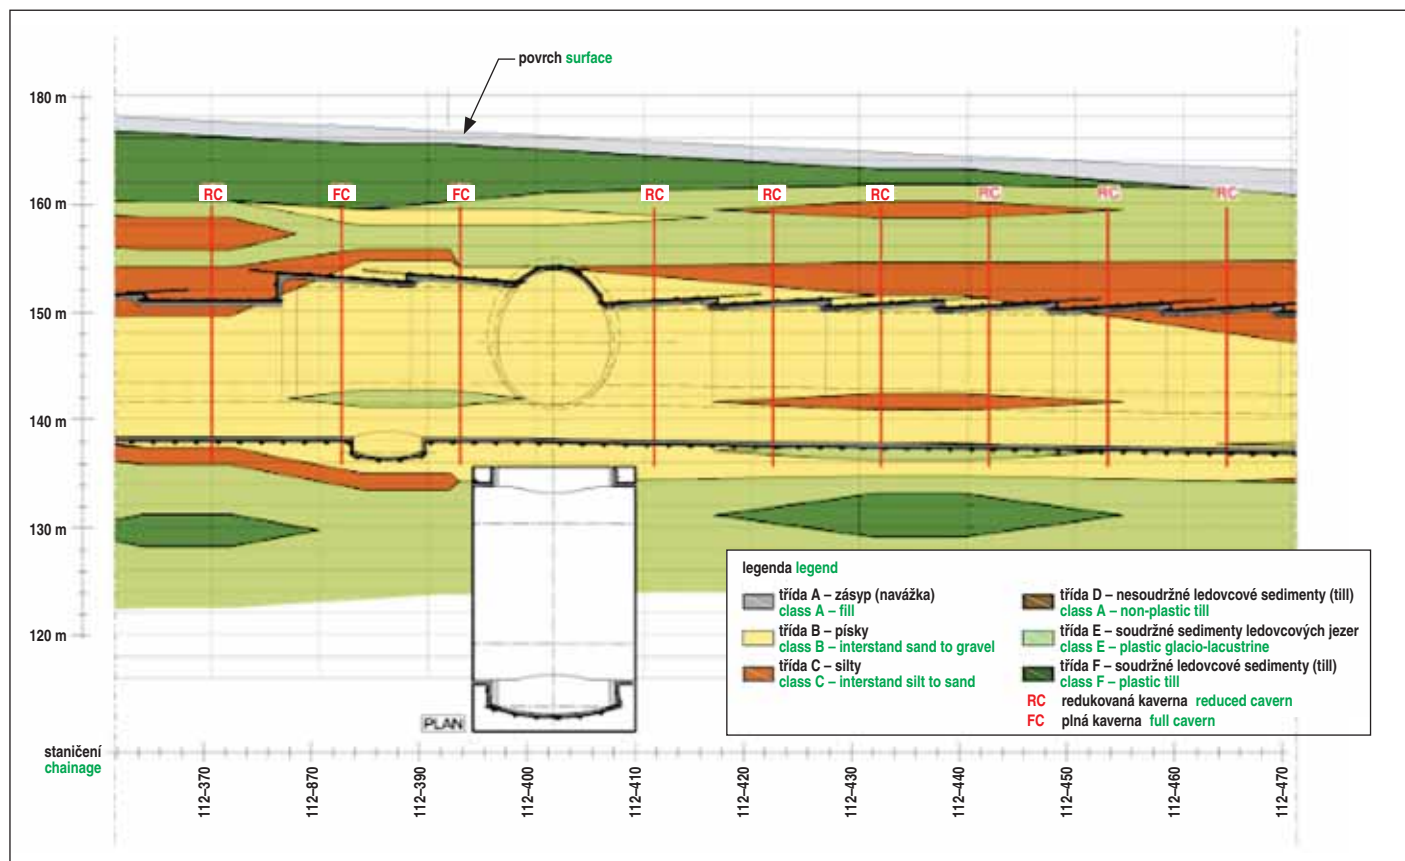 povrch surface
180 m
RC FC FC RC RC RC RC RC RC
160 m
150 m
140 m
130 m
120 m
PLAN
legenda legend
třída A – zásyp (navážka)
class A – fill
třída B – písky
class B – interstand sand to gravel
třída C – silty
class C – interstand silt to sand
třída D – nesoudržné ledovcové sedimenty (till)
class A – non-plastic till
třída E – soudržné sedimenty ledovcových jezer
class E – plastic glacio-lacustrine
třída F – soudržné ledovcové sedimenty (till)
class F – plastic till
RC redukovaná kaverna reduced cavern
FC plná kaverna full cavern
staničení
chainage
112–370
112–870
112–390
112–400
112–410
112–420
112–430
112–440
112–450
112–460
112–470